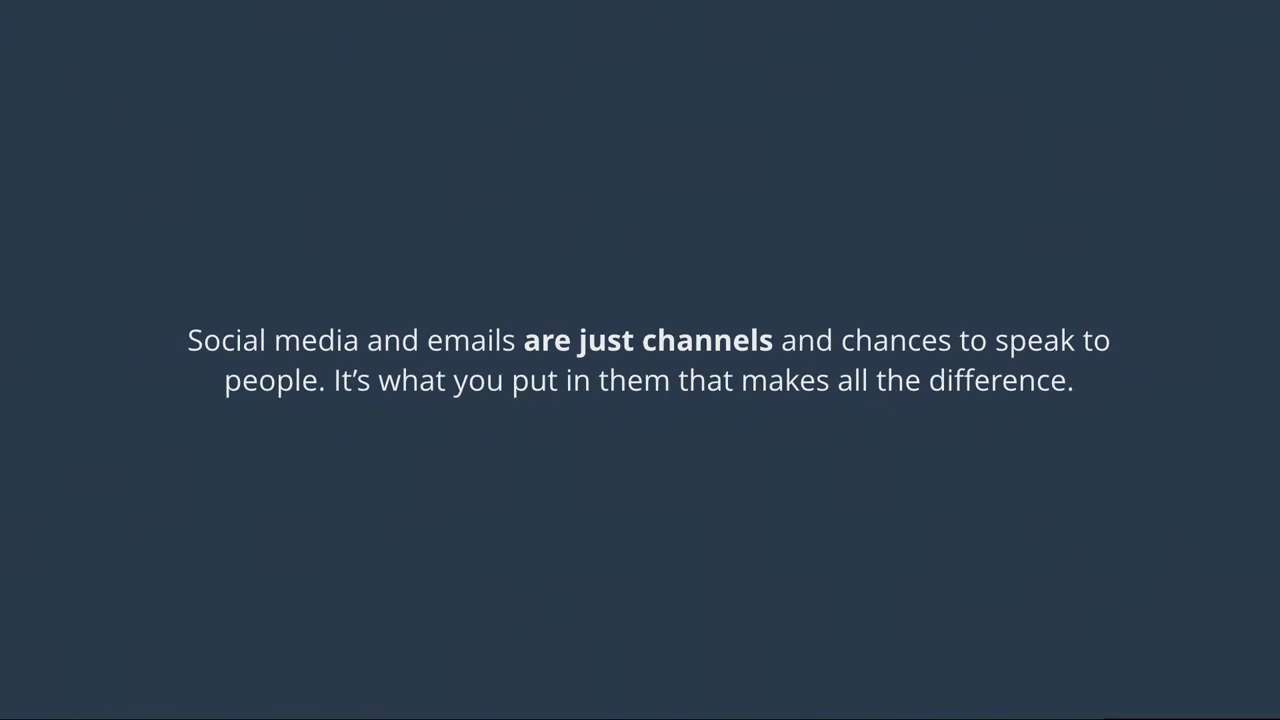 Social media and emails are just channels and chances to speak to
people. It’s what you put in them that makes all the difference.